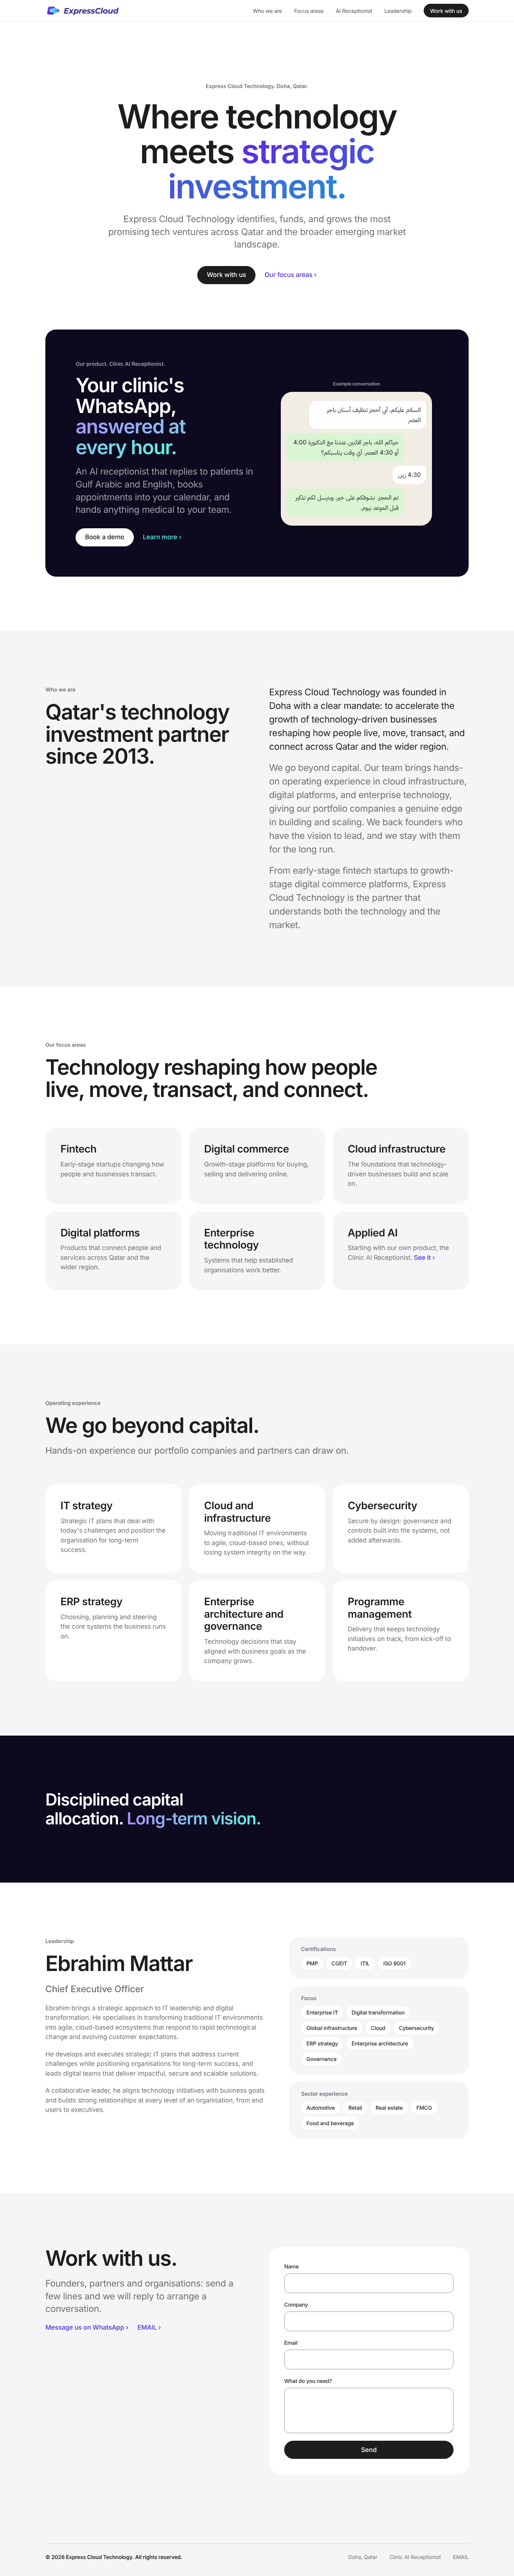 ExpressCloud
Who we are
Focus areas
AI Receptionist
Leadership
Work with us
Express Cloud Technology. Doha, Qatar.
Where technology
meets strategic
investment.
Express Cloud Technology identifies, funds, and grows the most
promising tech ventures across Qatar and the broader emerging market
landscape.
Work with us
Our focus areas ›
Our product. Clinic AI Receptionist.
Your clinic's
WhatsApp,
answered at
every hour.
An AI receptionist that replies to patients in
Gulf Arabic and English, books
appointments into your calendar, and
hands anything medical to your team.
Book a demo
Learn more ›
Example conversation
السلام عليكم، أبي أحجز تنظيف أسنان باجر
العصر
حياكم الله. باجر الاثنين عندنا مع الدكتورة 4:00
أو 4:30 العصر. أي وقت يناسبكم؟
4:30 زين
تم الحجز. نشوفكم على خير، وبنرسل لكم تذكير
قبل الموعد بيوم.
Who we are
Qatar's technology
investment partner
since 2013.
Express Cloud Technology was founded in
Doha with a clear mandate: to accelerate the
growth of technology-driven businesses
reshaping how people live, move, transact, and
connect across Qatar and the wider region.
We go beyond capital. Our team brings hands-
on operating experience in cloud infrastructure,
digital platforms, and enterprise technology,
giving our portfolio companies a genuine edge
in building and scaling. We back founders who
have the vision to lead, and we stay with them
for the long run.
From early-stage fintech startups to growth-
stage digital commerce platforms, Express
Cloud Technology is the partner that
understands both the technology and the
market.
Our focus areas
Technology reshaping how people
live, move, transact, and connect.
Fintech
Early-stage startups changing how
people and businesses transact.
Digital commerce
Growth-stage platforms for buying,
selling and delivering online.
Cloud infrastructure
The foundations that technology-
driven businesses build and scale
on.
Digital platforms
Products that connect people and
services across Qatar and the
wider region.
Enterprise
technology
Systems that help established
organisations work better.
Applied AI
Starting with our own product, the
Clinic AI Receptionist. See it ›
Operating experience
We go beyond capital.
Hands-on experience our portfolio companies and partners can draw on.
IT strategy
Strategic IT plans that deal with
today's challenges and position the
organisation for long-term
success.
Cloud and
infrastructure
Moving traditional IT environments
to agile, cloud-based ones, without
losing system integrity on the way.
Cybersecurity
Secure by design: governance and
controls built into the systems, not
added afterwards.
ERP strategy
Choosing, planning and steering
the core systems the business runs
on.
Enterprise
architecture and
governance
Technology decisions that stay
aligned with business goals as the
company grows.
Programme
management
Delivery that keeps technology
initiatives on track, from kick-off to
handover.
Disciplined capital
allocation. Long-term vision.
Leadership
Ebrahim Mattar
Chief Executive Officer
Ebrahim brings a strategic approach to IT leadership and digital
transformation. He specialises in transforming traditional IT environments
into agile, cloud-based ecosystems that respond to rapid technological
change and evolving customer expectations.
He develops and executes strategic IT plans that address current
challenges while positioning organisations for long-term success, and
leads digital teams that deliver impactful, secure and scalable solutions.
A collaborative leader, he aligns technology initiatives with business goals
and builds strong relationships at every level of an organisation, from end
users to executives.
Certifications
PMP
CGEIT
ITIL
ISO 9001
Focus
Enterprise IT
Digital transformation
Global infrastructure
Cloud
Cybersecurity
ERP strategy
Enterprise architecture
Governance
Sector experience
Automotive
Retail
Real estate
FMCG
Food and beverage
Work with us.
Founders, partners and organisations: send a
few lines and we will reply to arrange a
conversation.
Message us on WhatsApp ›
EMAIL ›
Name
Company
Email
What do you need?
Send
© 2026 Express Cloud Technology. All rights reserved.
Doha, Qatar
Clinic AI Receptionist
EMAIL